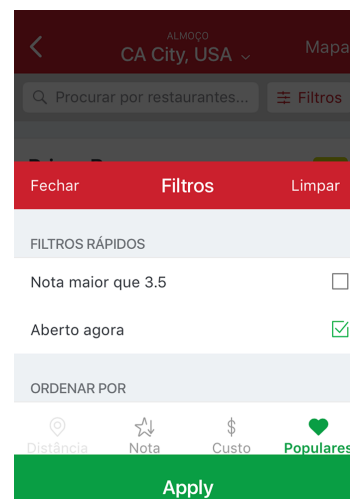 ALMOÇO
CA City, USA
Mapa
Procurar por restaurantes...
Filtros
Fechar
Filtros
Limpar
FILTROS RÁPIDOS
Nota maior que 3.5
Aberto agora
ORDENAR POR
Distância
Nota
Custo
Populares
Apply